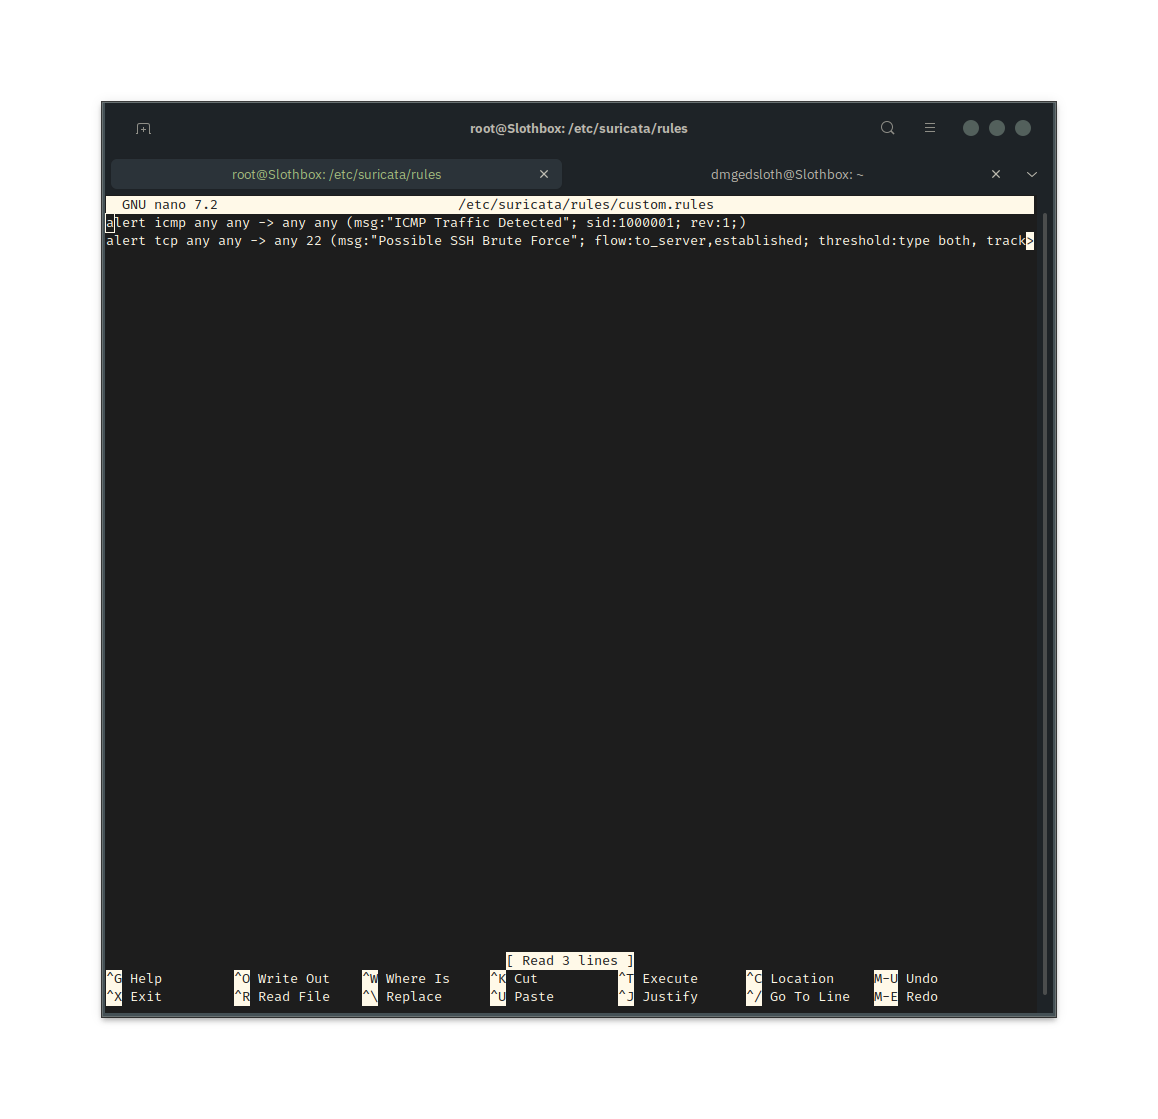 root@Slothbox: /etc/suricata/rules
root@Slothbox: /etc/suricata/rules × dmgedsloth@Slothbox: ~ ×
GNU nano 7.2 /etc/suricata/rules/custom.rules
alert icmp any any -> any any (msg:"ICMP Traffic Detected"; sid:1000001; rev:1;)
alert tcp any any -> any 22 (msg:"Possible SSH Brute Force"; flow:to_server,established; threshold:type both, track>
[ Read 3 lines ]
^G Help ^O Write Out ^W Where Is ^K Cut ^T Execute ^C Location M-U Undo
^X Exit ^R Read File ^\ Replace ^U Paste ^J Justify ^/ Go To Line M-E Redo